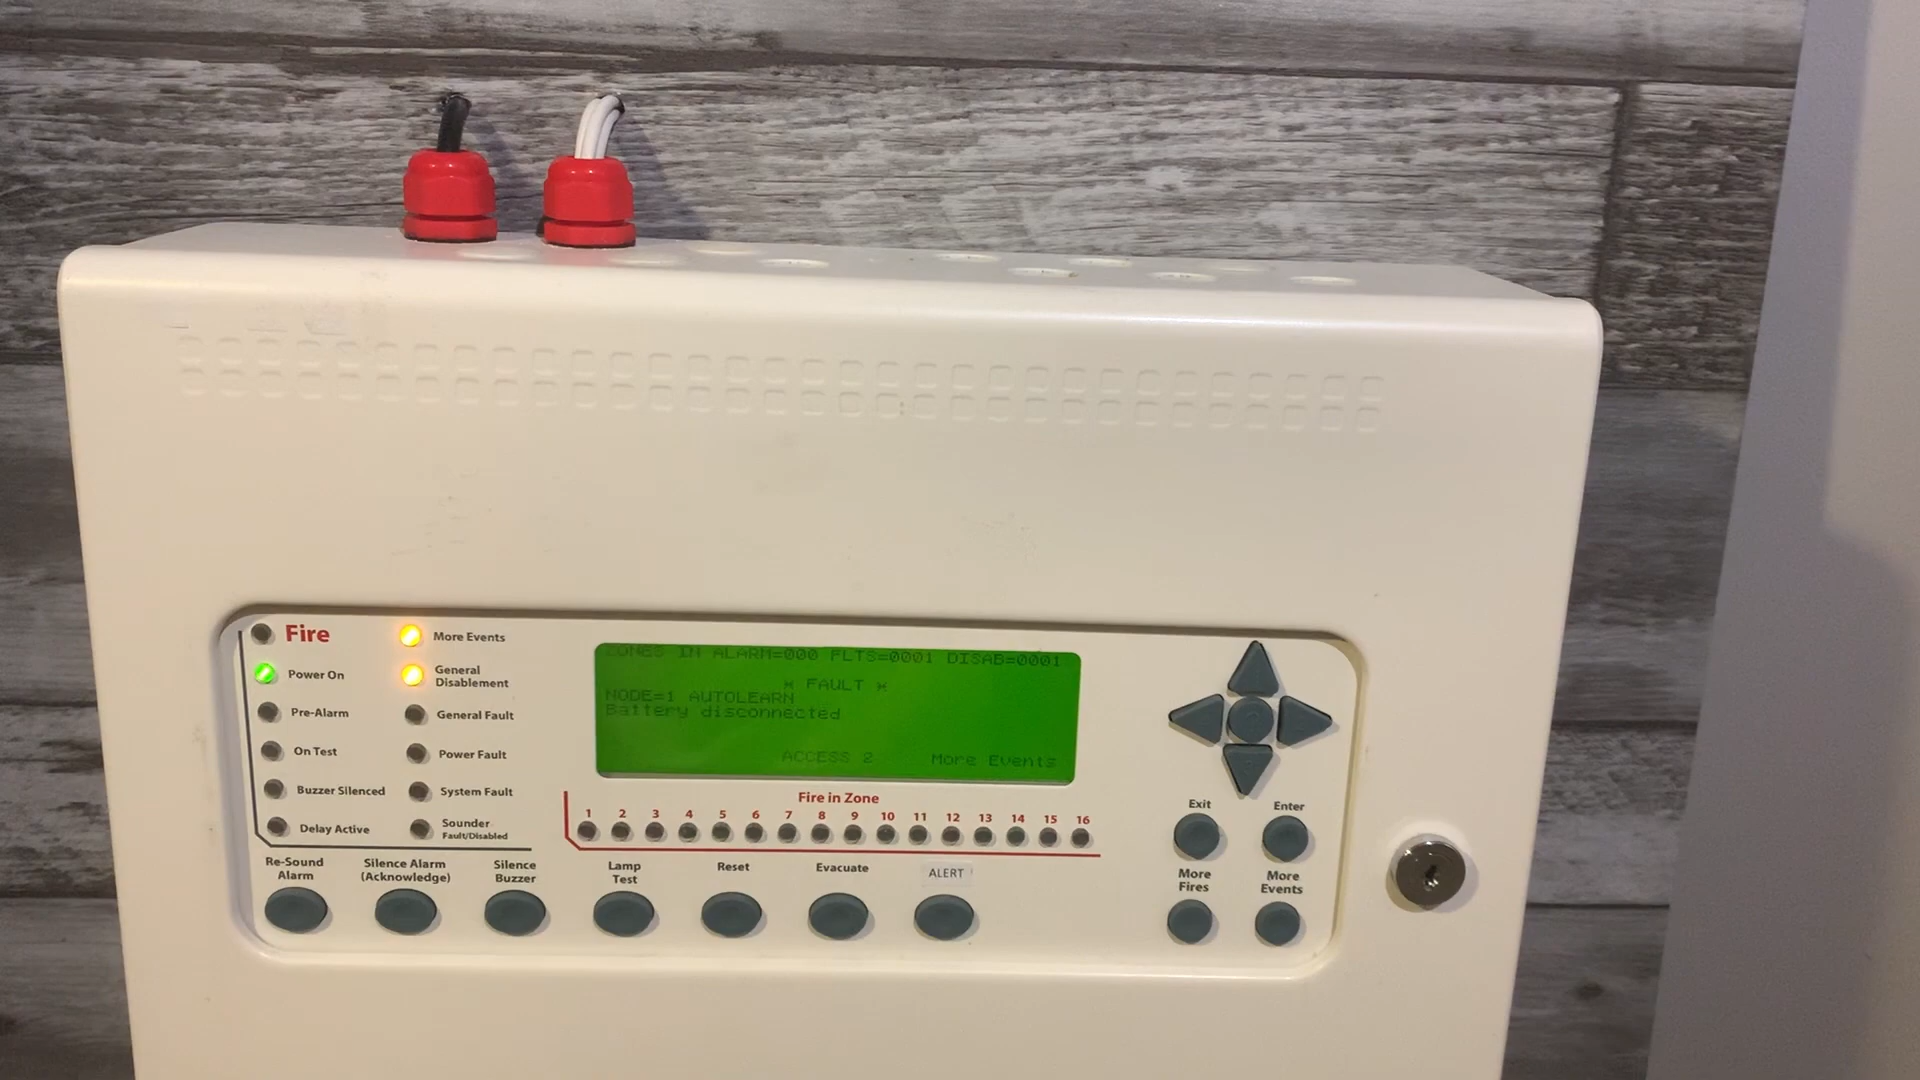 Fire
Power On
Pre-Alarm
On Test
Buzzer Silenced
Delay Active
More Events
General
Disablement
General Fault
Power Fault
System Fault
Sounder
Fault/Disabled
ZONES IN ALARM=000 FLTS=0001 DISAB=0001
* FAULT *
NODE=1 AUTOLEARN
Battery disconnected
ACCESS 2 More Events
Fire in Zone
1 2 3 4 5 6 7 8 9 10 11 12 13 14 15 16
Re-Sound
Alarm
Silence Alarm
(Acknowledge)
Silence
Buzzer
Lamp
Test
Reset
Evacuate
ALERT
Exit
Enter
More
Fires
More
Events